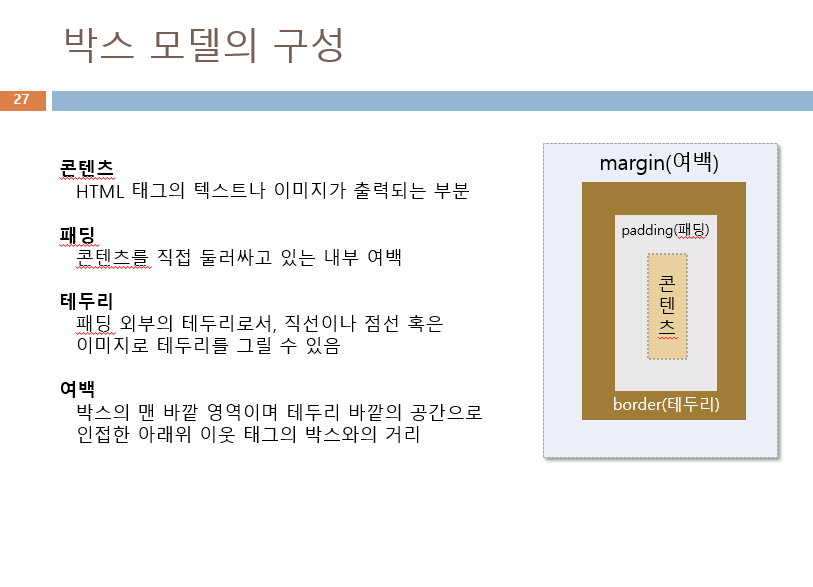 박스 모델의 구성
27
콘텐츠
HTML 태그의 텍스트나 이미지가 출력되는 부분
패딩
콘텐츠를 직접 둘러싸고 있는 내부 여백
테두리
패딩 외부의 테두리로서, 직선이나 점선 혹은
이미지로 테두리를 그릴 수 있음
여백
박스의 맨 바깥 영역이며 테두리 바깥의 공간으로
인접한 아래위 이웃 태그의 박스와의 거리
margin(여백)
padding(패딩)
콘
텐
츠
border(테두리)